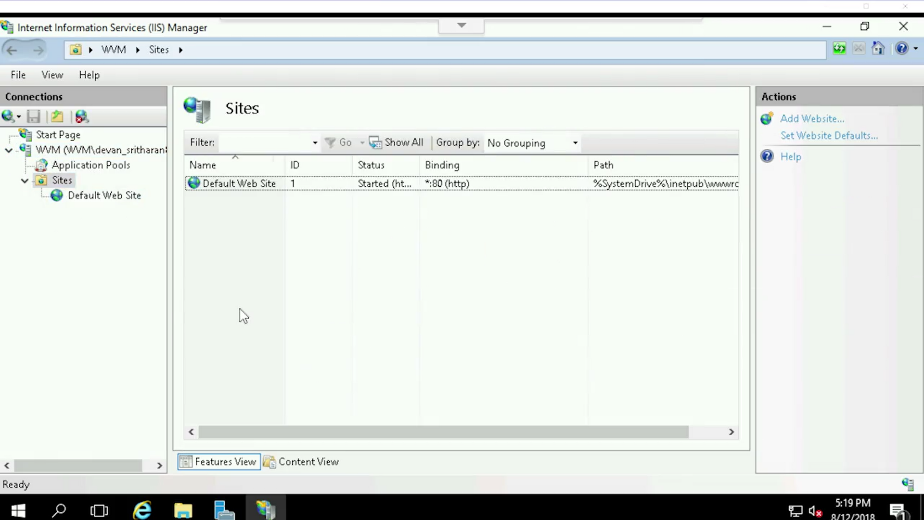 Internet Information Services (IIS) Manager
WVM
Sites
File
View
Help
Connections
Start Page
WVM (WVM\devan_sritharan
Application Pools
Sites
Default Web Site
Sites
Filter:
Go
Show All
Group by:
No Grouping
Name
ID
Status
Binding
Path
Default Web Site
1
Started (ht...
*:80 (http)
%SystemDrive%\inetpub\wwwro
Features View
Content View
Actions
Add Website...
Set Website Defaults...
Help
Ready
5:19 PM
8/12/2018
1